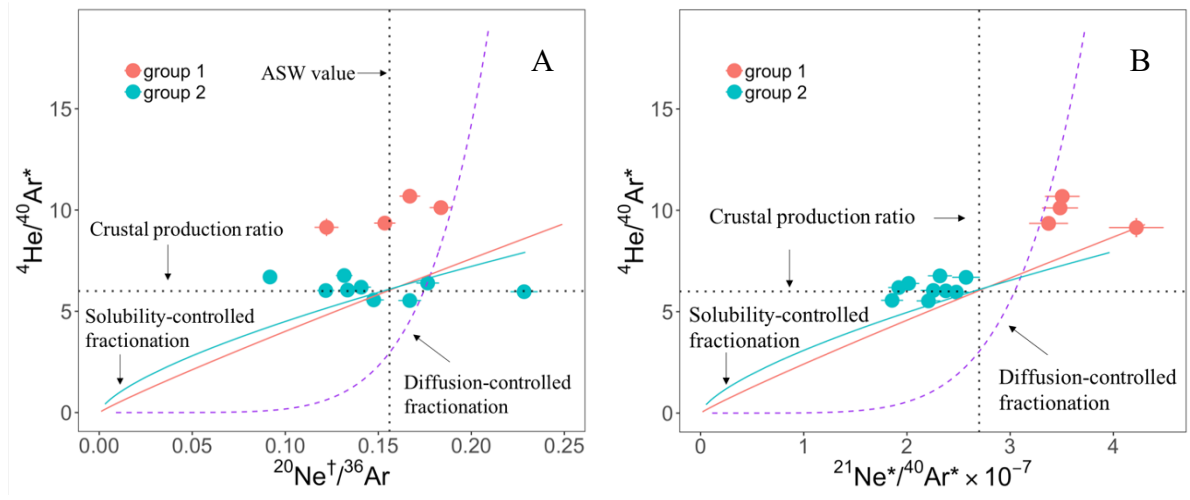 A
group 1
group 2
ASW value
Crustal production ratio
Solubility-controlled
fractionation
Diffusion-controlled
fractionation
⁴He/⁴⁰Ar*
15
10
5
0
0.00 0.05 0.10 0.15 0.20 0.25
²⁰Ne†/³⁶Ar
B
group 1
group 2
Crustal production ratio
Solubility-controlled
fractionation
Diffusion-controlled
fractionation
⁴He/⁴⁰Ar*
15
10
5
0
0 1 2 3 4
²¹Ne*/⁴⁰Ar* × 10⁻⁷